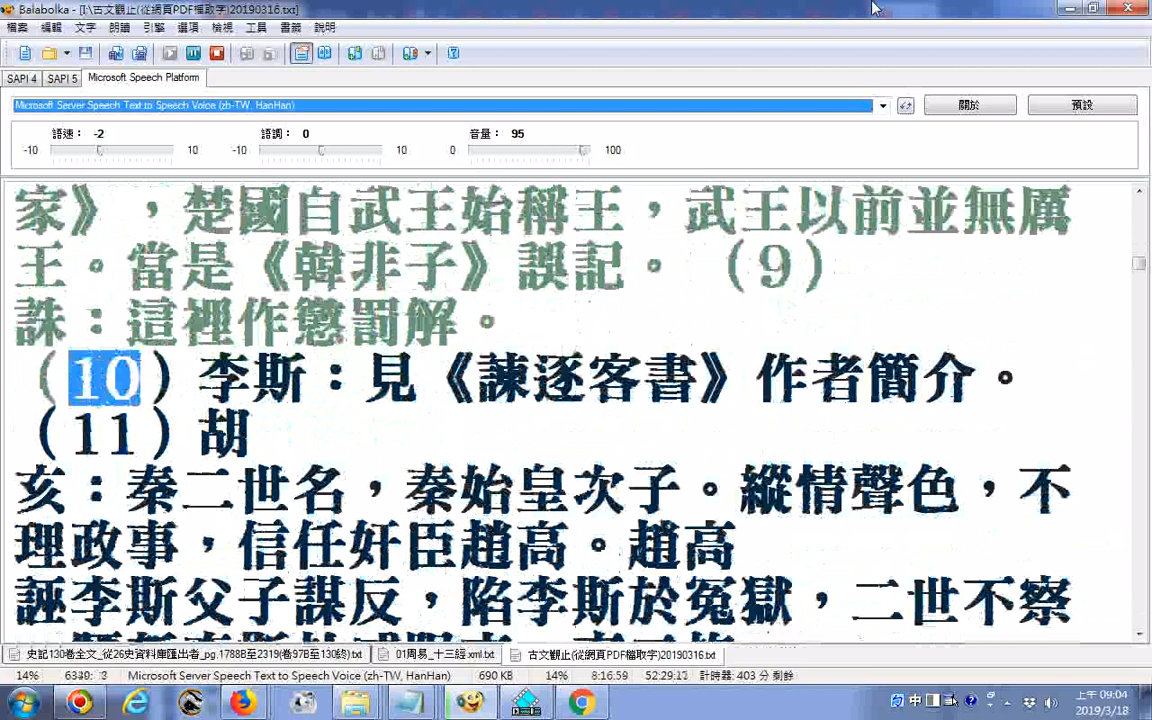 Balabolka - [I:\古文觀止(從網頁PDF檔取字)20190316.txt]
檔案 編輯 文字 朗讀 引擎 選項 檢視 工具 書籤 說明
SAPI 4 SAPI 5 Microsoft Speech Platform
Microsoft Server Speech Text to Speech Voice (zh-TW, HanHan) 關於 預設
語速： -2 語調： 0 音量： 95
-10 10 -10 10 0 100
家》，楚國自武王始稱王，武王以前並無厲
王。當是《韓非子》誤記。（9）
誅：這裡作懲罰解。
（10）李斯：見《諫逐客書》作者簡介。
（11）胡
亥：秦二世名，秦始皇次子。縱情聲色，不
理政事，信任奸臣趙高。趙高
誣李斯父子謀反，陷李斯於冤獄，二世不察
史記130卷全文_從26史資料庫匯出者_pg.1788B至2319(卷97B至130終).txt 01周易_十三經.xml.txt 古文觀止(從網頁PDF檔取字)20190316.txt
14% Microsoft Server Speech Text to Speech Voice (zh-TW, HanHan) 690 KB 14% 8:16:59 52:29:13 計時器: 403 分 剩餘
中 上午 09:04
2019/3/18